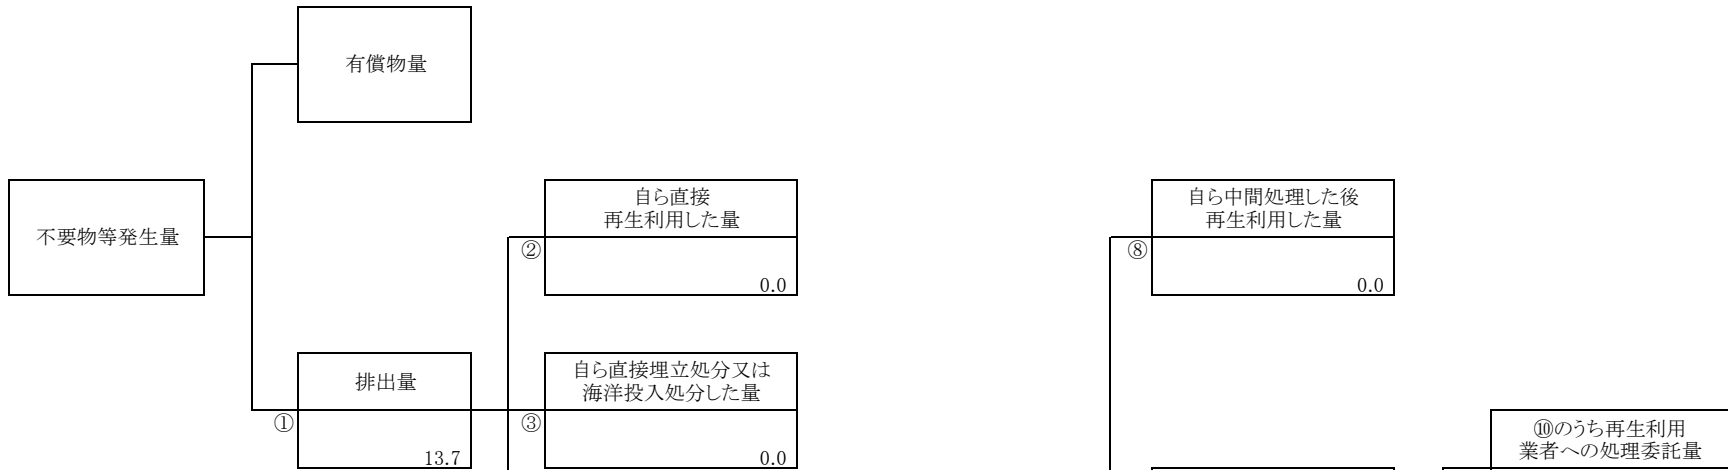 有償物量
不要物等発生量
自ら直接
再生利用した量
②
0.0
自ら中間処理した後
再生利用した量
⑧
0.0
排出量
①
13.7
自ら直接埋立処分又は
海洋投入処分した量
③
0.0
⑩のうち再生利用
業者への処理委託量